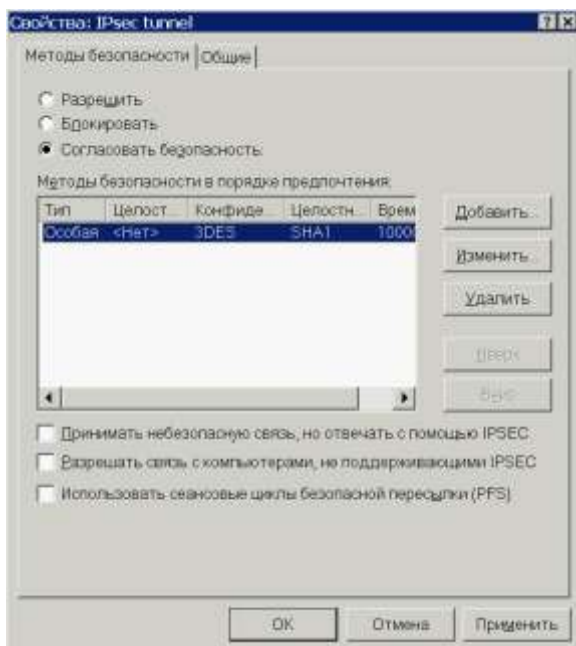 Свойства: IPsec tunnel
Методы безопасности Общие
Разрешить
Блокировать
Согласовать безопасность:
Методы безопасности в порядке предпочтения:
Тип Целост... Конфиде... Целостн... Врем
Особая <Нет> 3DES SHA1 1000
Добавить...
Изменить...
Удалить
Вверх
Вниз
Принимать небезопасную связь, но отвечать с помощью IPSEC
Разрешать связь с компьютерами, не поддерживающими IPSEC
Использовать сеансовые циклы безопасной пересылки (PFS)
OK Отмена Применить